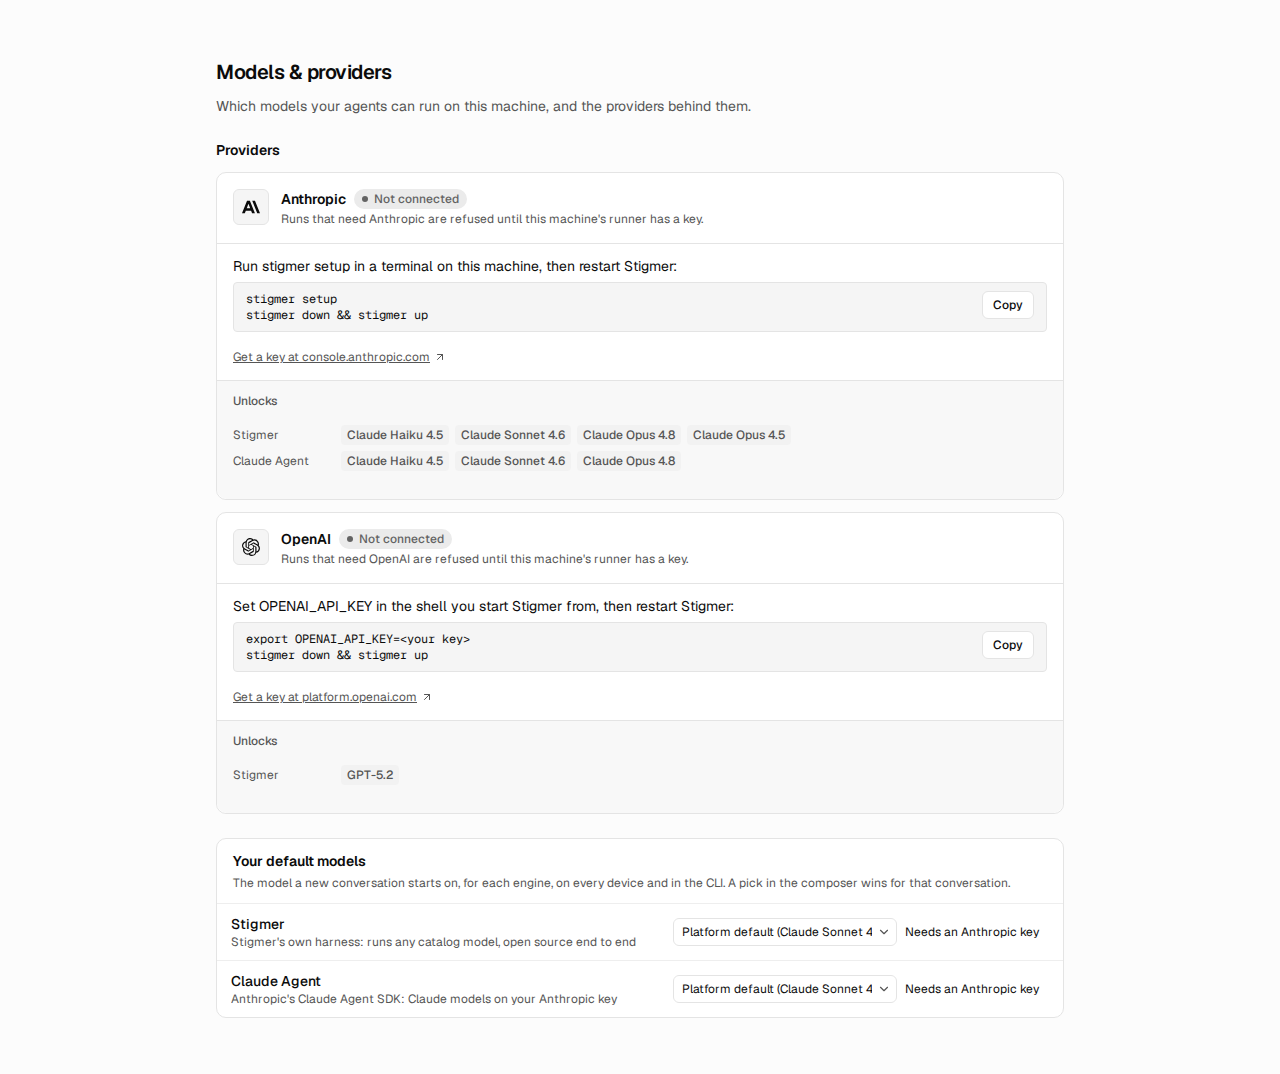 Models & providers
Which models your agents can run on this machine, and the providers behind them.
Providers
Anthropic Not connected
Runs that need Anthropic are refused until this machine's runner has a key.
Run stigmer setup in a terminal on this machine, then restart Stigmer:
stigmer setup
stigmer down && stigmer up
Copy
Get a key at console.anthropic.com
Unlocks
Stigmer Claude Haiku 4.5 Claude Sonnet 4.6 Claude Opus 4.8 Claude Opus 4.5
Claude Agent Claude Haiku 4.5 Claude Sonnet 4.6 Claude Opus 4.8
OpenAI Not connected
Runs that need OpenAI are refused until this machine's runner has a key.
Set OPENAI_API_KEY in the shell you start Stigmer from, then restart Stigmer:
export OPENAI_API_KEY=<your key>
stigmer down && stigmer up
Copy
Get a key at platform.openai.com
Unlocks
Stigmer GPT-5.2
Your default models
The model a new conversation starts on, for each engine, on every device and in the CLI. A pick in the composer wins for that conversation.
Stigmer
Stigmer's own harness: runs any catalog model, open source end to end
Platform default (Claude Sonnet 4 Needs an Anthropic key
Claude Agent
Anthropic's Claude Agent SDK: Claude models on your Anthropic key
Platform default (Claude Sonnet 4 Needs an Anthropic key